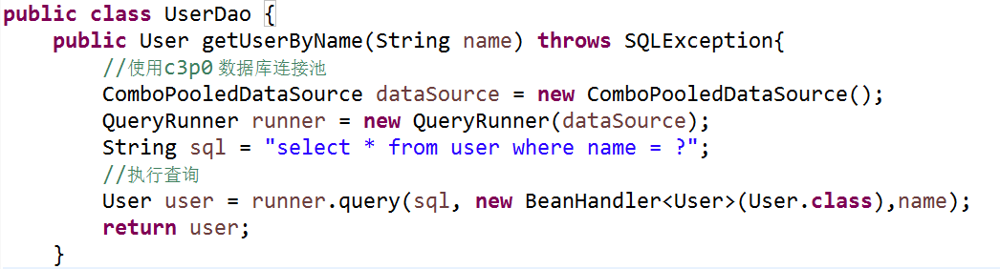 public class UserDao {
    public User getUserByName(String name) throws SQLException{
        //使用c3p0 数据库连接池
        ComboPooledDataSource dataSource = new ComboPooledDataSource();
        QueryRunner runner = new QueryRunner(dataSource);
        String sql = "select * from user where name = ?";
        //执行查询
        User user = runner.query(sql, new BeanHandler<User>(User.class),name);
        return user;
    }